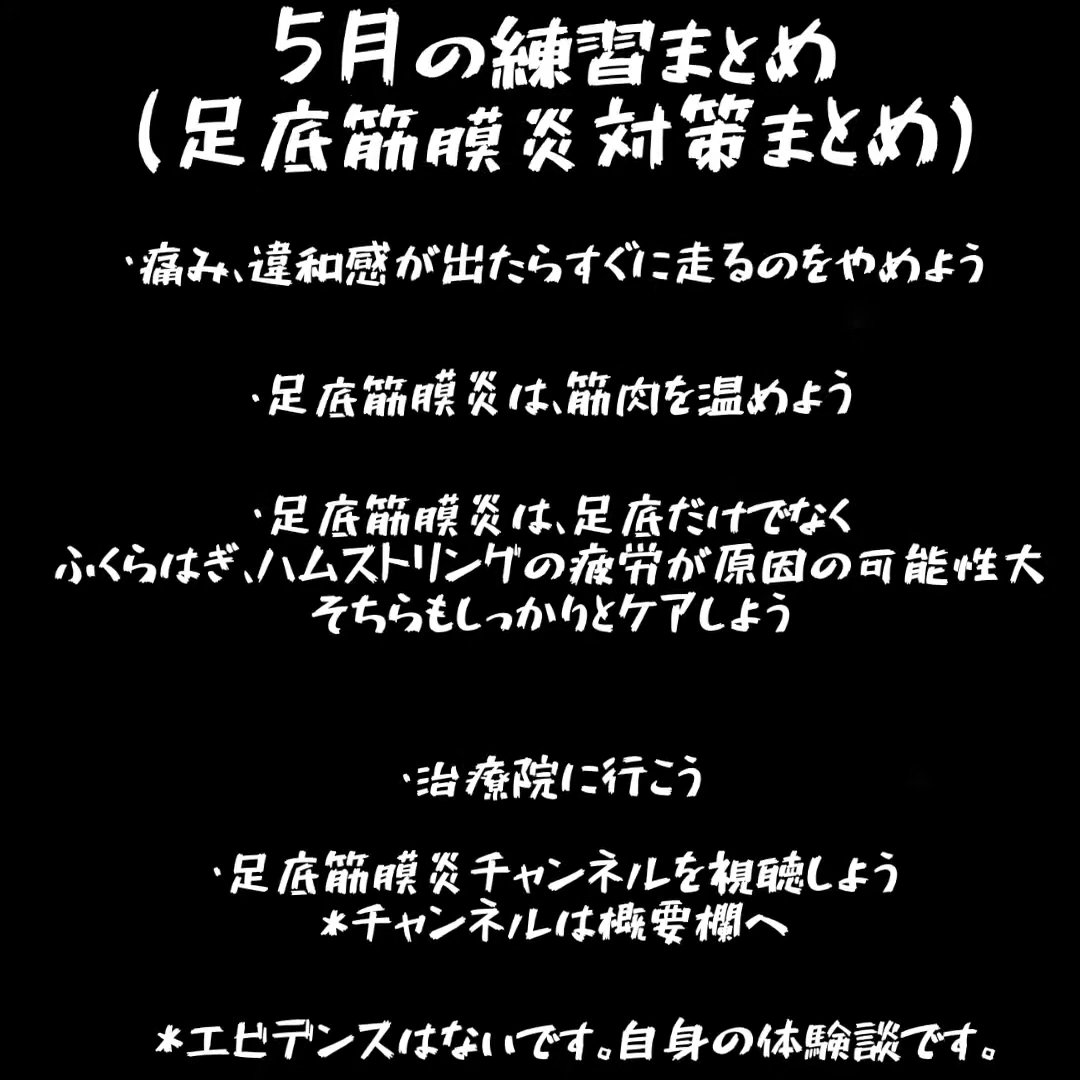 5月の練習まとめ
(足底筋膜炎対策まとめ)
・痛み、違和感が出たらすぐに走るのをやめよう
・足底筋膜炎は、筋肉を温めよう
・足底筋膜炎は、足底だけでなく
ふくらはぎ、ハムストリングの疲労が原因の可能性大
そちらもしっかりとケアしよう
・治療院に行こう
・足底筋膜炎チャンネルを視聴しよう
*チャンネルは概要欄へ
*エビデンスはないです。自身の体験談です。